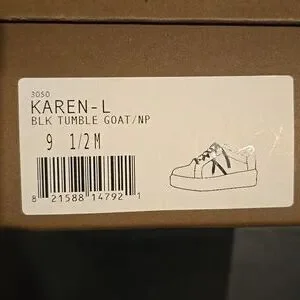 3050
KAREN-L
BLK TUMBLE GOAT/NP
9 1/2M
8 21588 14792 1